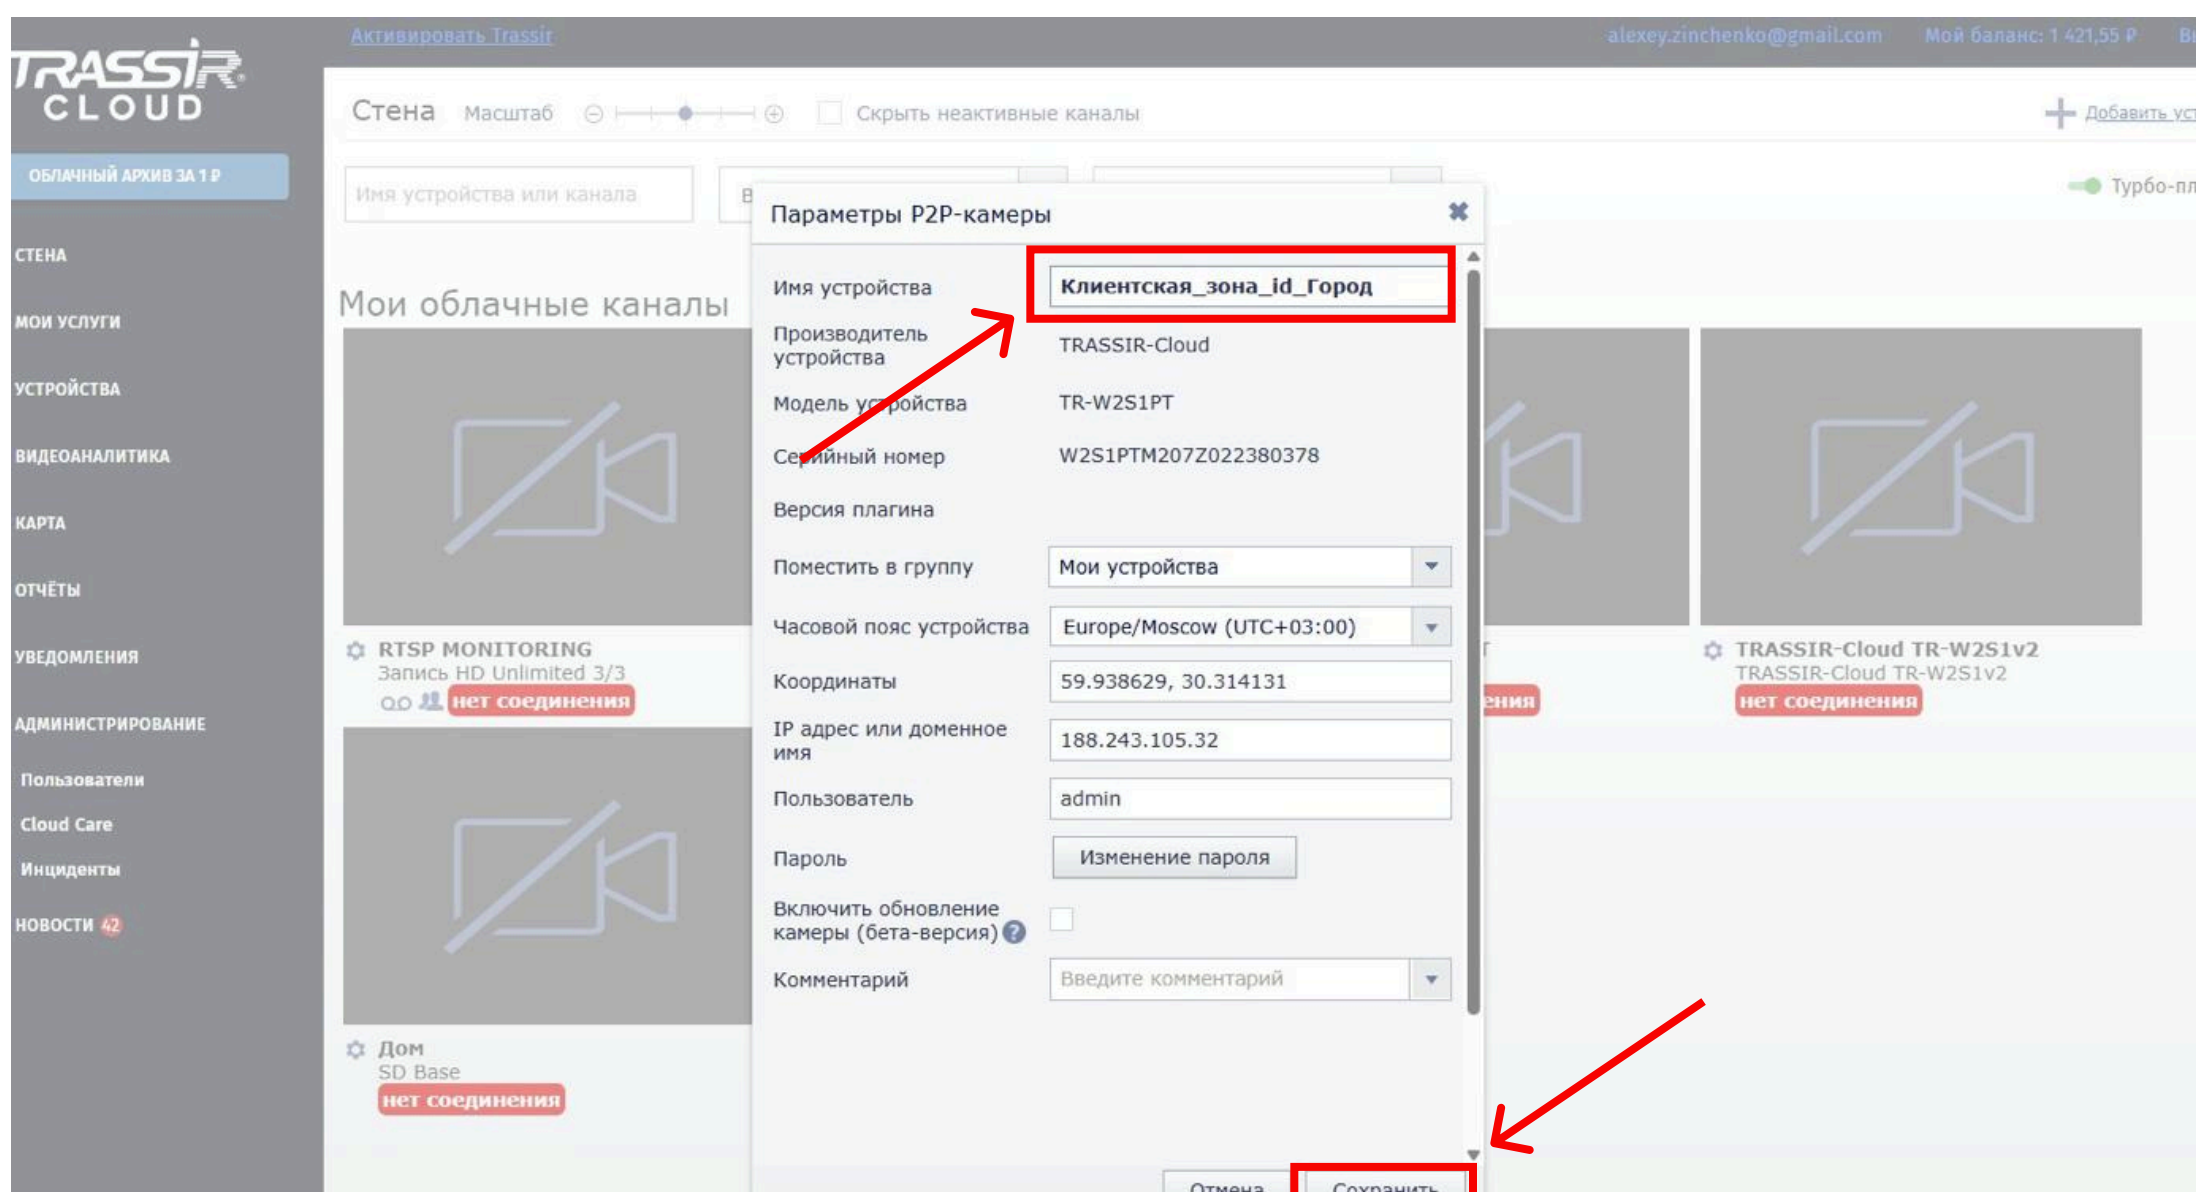 TRASSIR
CLOUD
Активировать Trassir
alexey.zinchenko@gmail.com
Мой баланс: 1 421,55 ₽
Стена
Масштаб
Скрыть неактивные каналы
Добавить
ОБЛАЧНЫЙ АРХИВ ЗА 1 ₽
Имя устройства или канала
Турбо-пл
СТЕНА
МОИ УСЛУГИ
УСТРОЙСТВА
ВИДЕОАНАЛИТИКА
КАРТА
ОТЧЁТЫ
УВЕДОМЛЕНИЯ
АДМИНИСТРИРОВАНИЕ
Пользователи
Cloud Care
Инциденты
НОВОСТИ 42
Мои облачные каналы
RTSP MONITORING
Запись HD Unlimited 3/3
нет соединения
Дом
SD Base
нет соединения
Параметры P2P-камеры
Имя устройства
Клиентская_зона_id_Город
Производитель
устройства
TRASSIR-Cloud
Модель устройства
TR-W2S1PT
Серийный номер
W2S1PTM207Z022380378
Версия плагина
Поместить в группу
Мои устройства
Часовой пояс устройства
Europe/Moscow (UTC+03:00)
Координаты
59.938629, 30.314131
IP адрес или доменное
имя
188.243.105.32
Пользователь
admin
Пароль
Изменение пароля
Включить обновление
камеры (бета-версия) ?
Комментарий
Введите комментарий
Отмена
Сохранить
ения
TRASSIR-Cloud TR-W2S1v2
TRASSIR-Cloud TR-W2S1v2
нет соединения